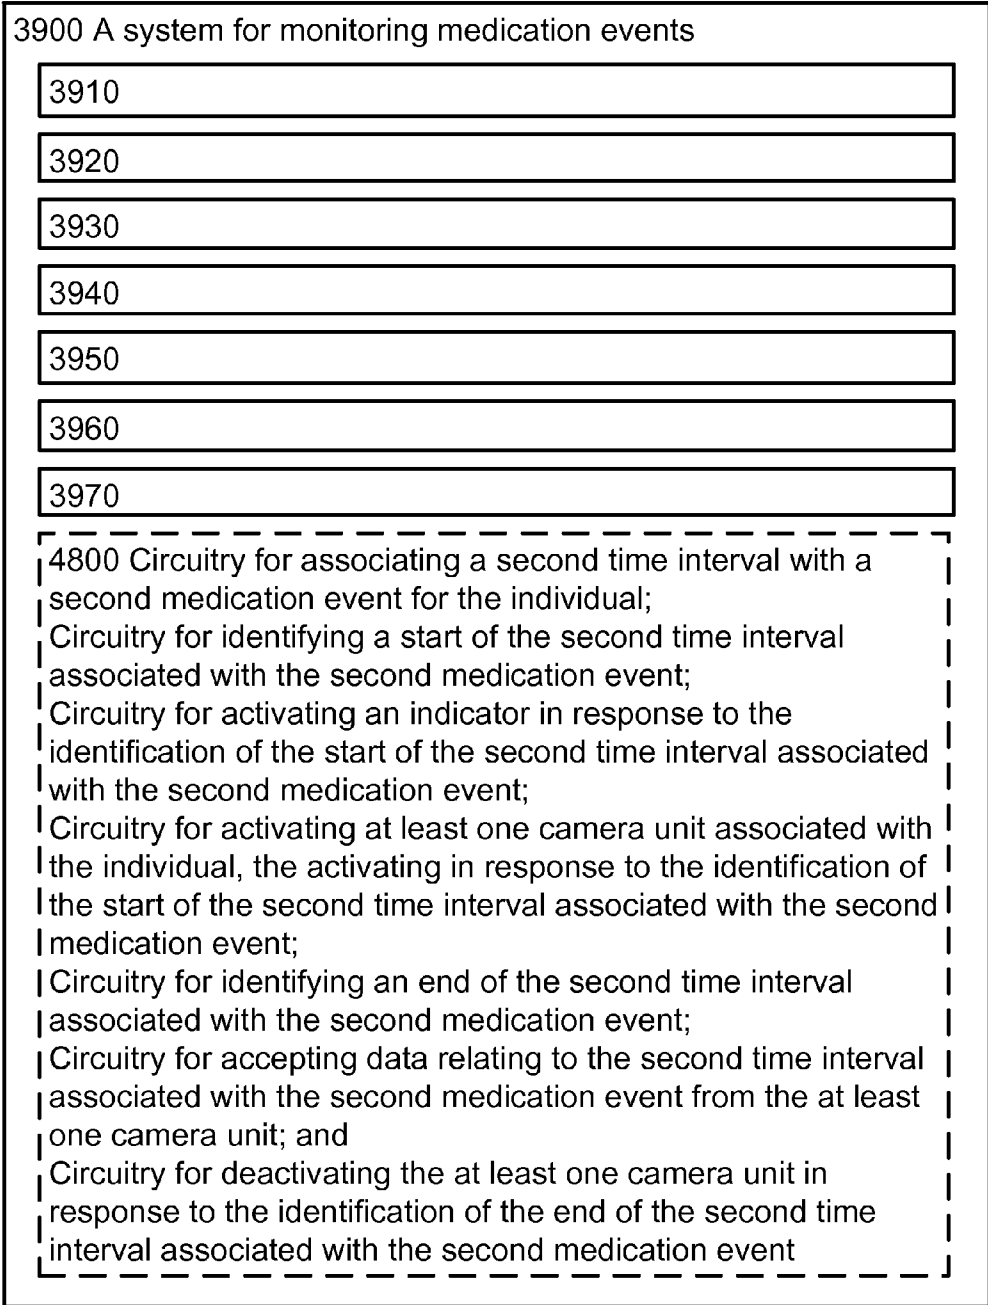 3900 A system for monitoring medication events
3910
3920
3930
3940
3950
3960
3970
4800 Circuitry for associating a second time interval with a
second medication event for the individual;
Circuitry for identifying a start of the second time interval
associated with the second medication event;
Circuitry for activating an indicator in response to the
identification of the start of the second time interval associated
with the second medication event;
Circuitry for activating at least one camera unit associated with
the individual, the activating in response to the identification of
the start of the second time interval associated with the second
medication event;
Circuitry for identifying an end of the second time interval
associated with the second medication event;
Circuitry for accepting data relating to the second time interval
associated with the second medication event from the at least
one camera unit; and
Circuitry for deactivating the at least one camera unit in
response to the identification of the end of the second time
interval associated with the second medication event